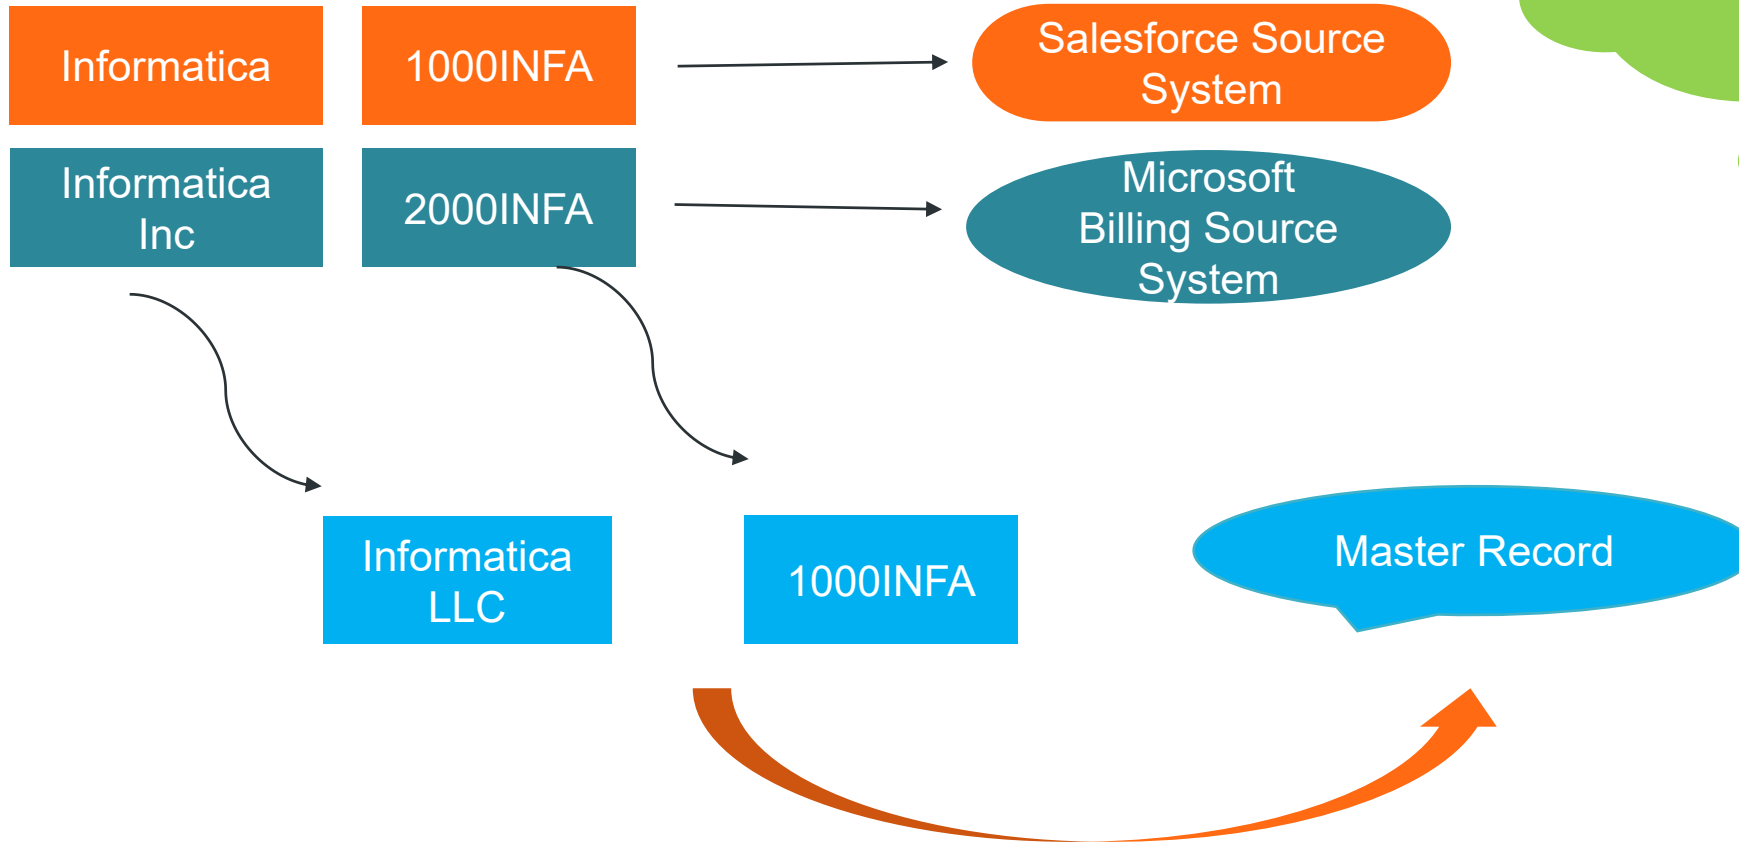 Informatica
1000INFA
Salesforce Source
System
Informatica
Inc
2000INFA
Microsoft
Billing Source
System
Informatica
LLC
1000INFA
Master Record